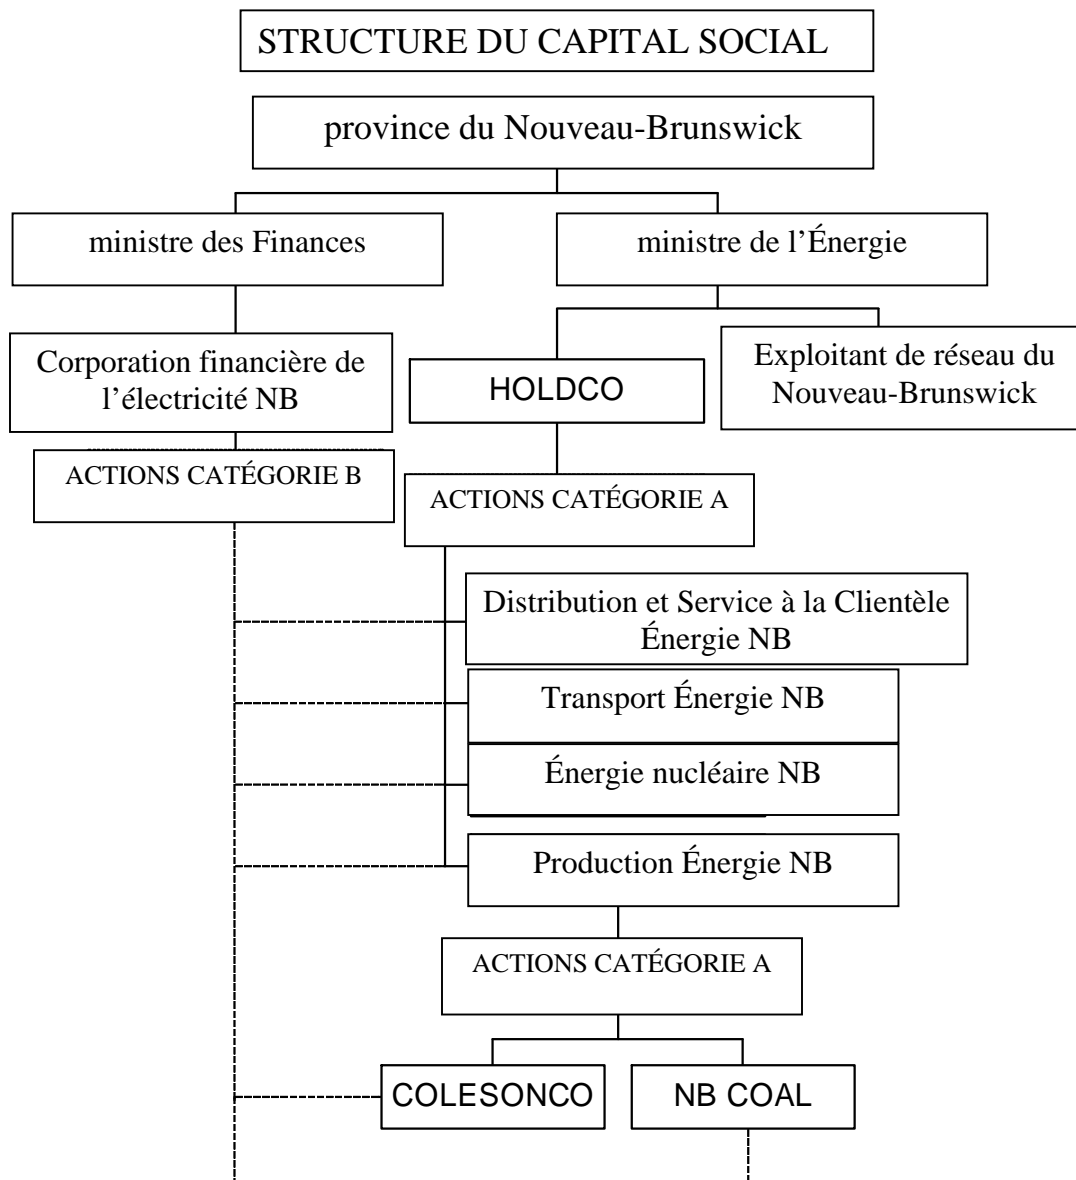 STRUCTURE DU CAPITAL SOCIAL
province du Nouveau-Brunswick
ministre des Finances
ministre de l’Énergie
Corporation financière de
l’électricité NB
HOLDCO
Exploitant de réseau du
Nouveau-Brunswick
ACTIONS CATÉGORIE B
ACTIONS CATÉGORIE A
Distribution et Service à la Clientèle
Énergie NB
Transport Énergie NB
Énergie nucléaire NB
Production Énergie NB
ACTIONS CATÉGORIE A
COLESONCO
NB COAL